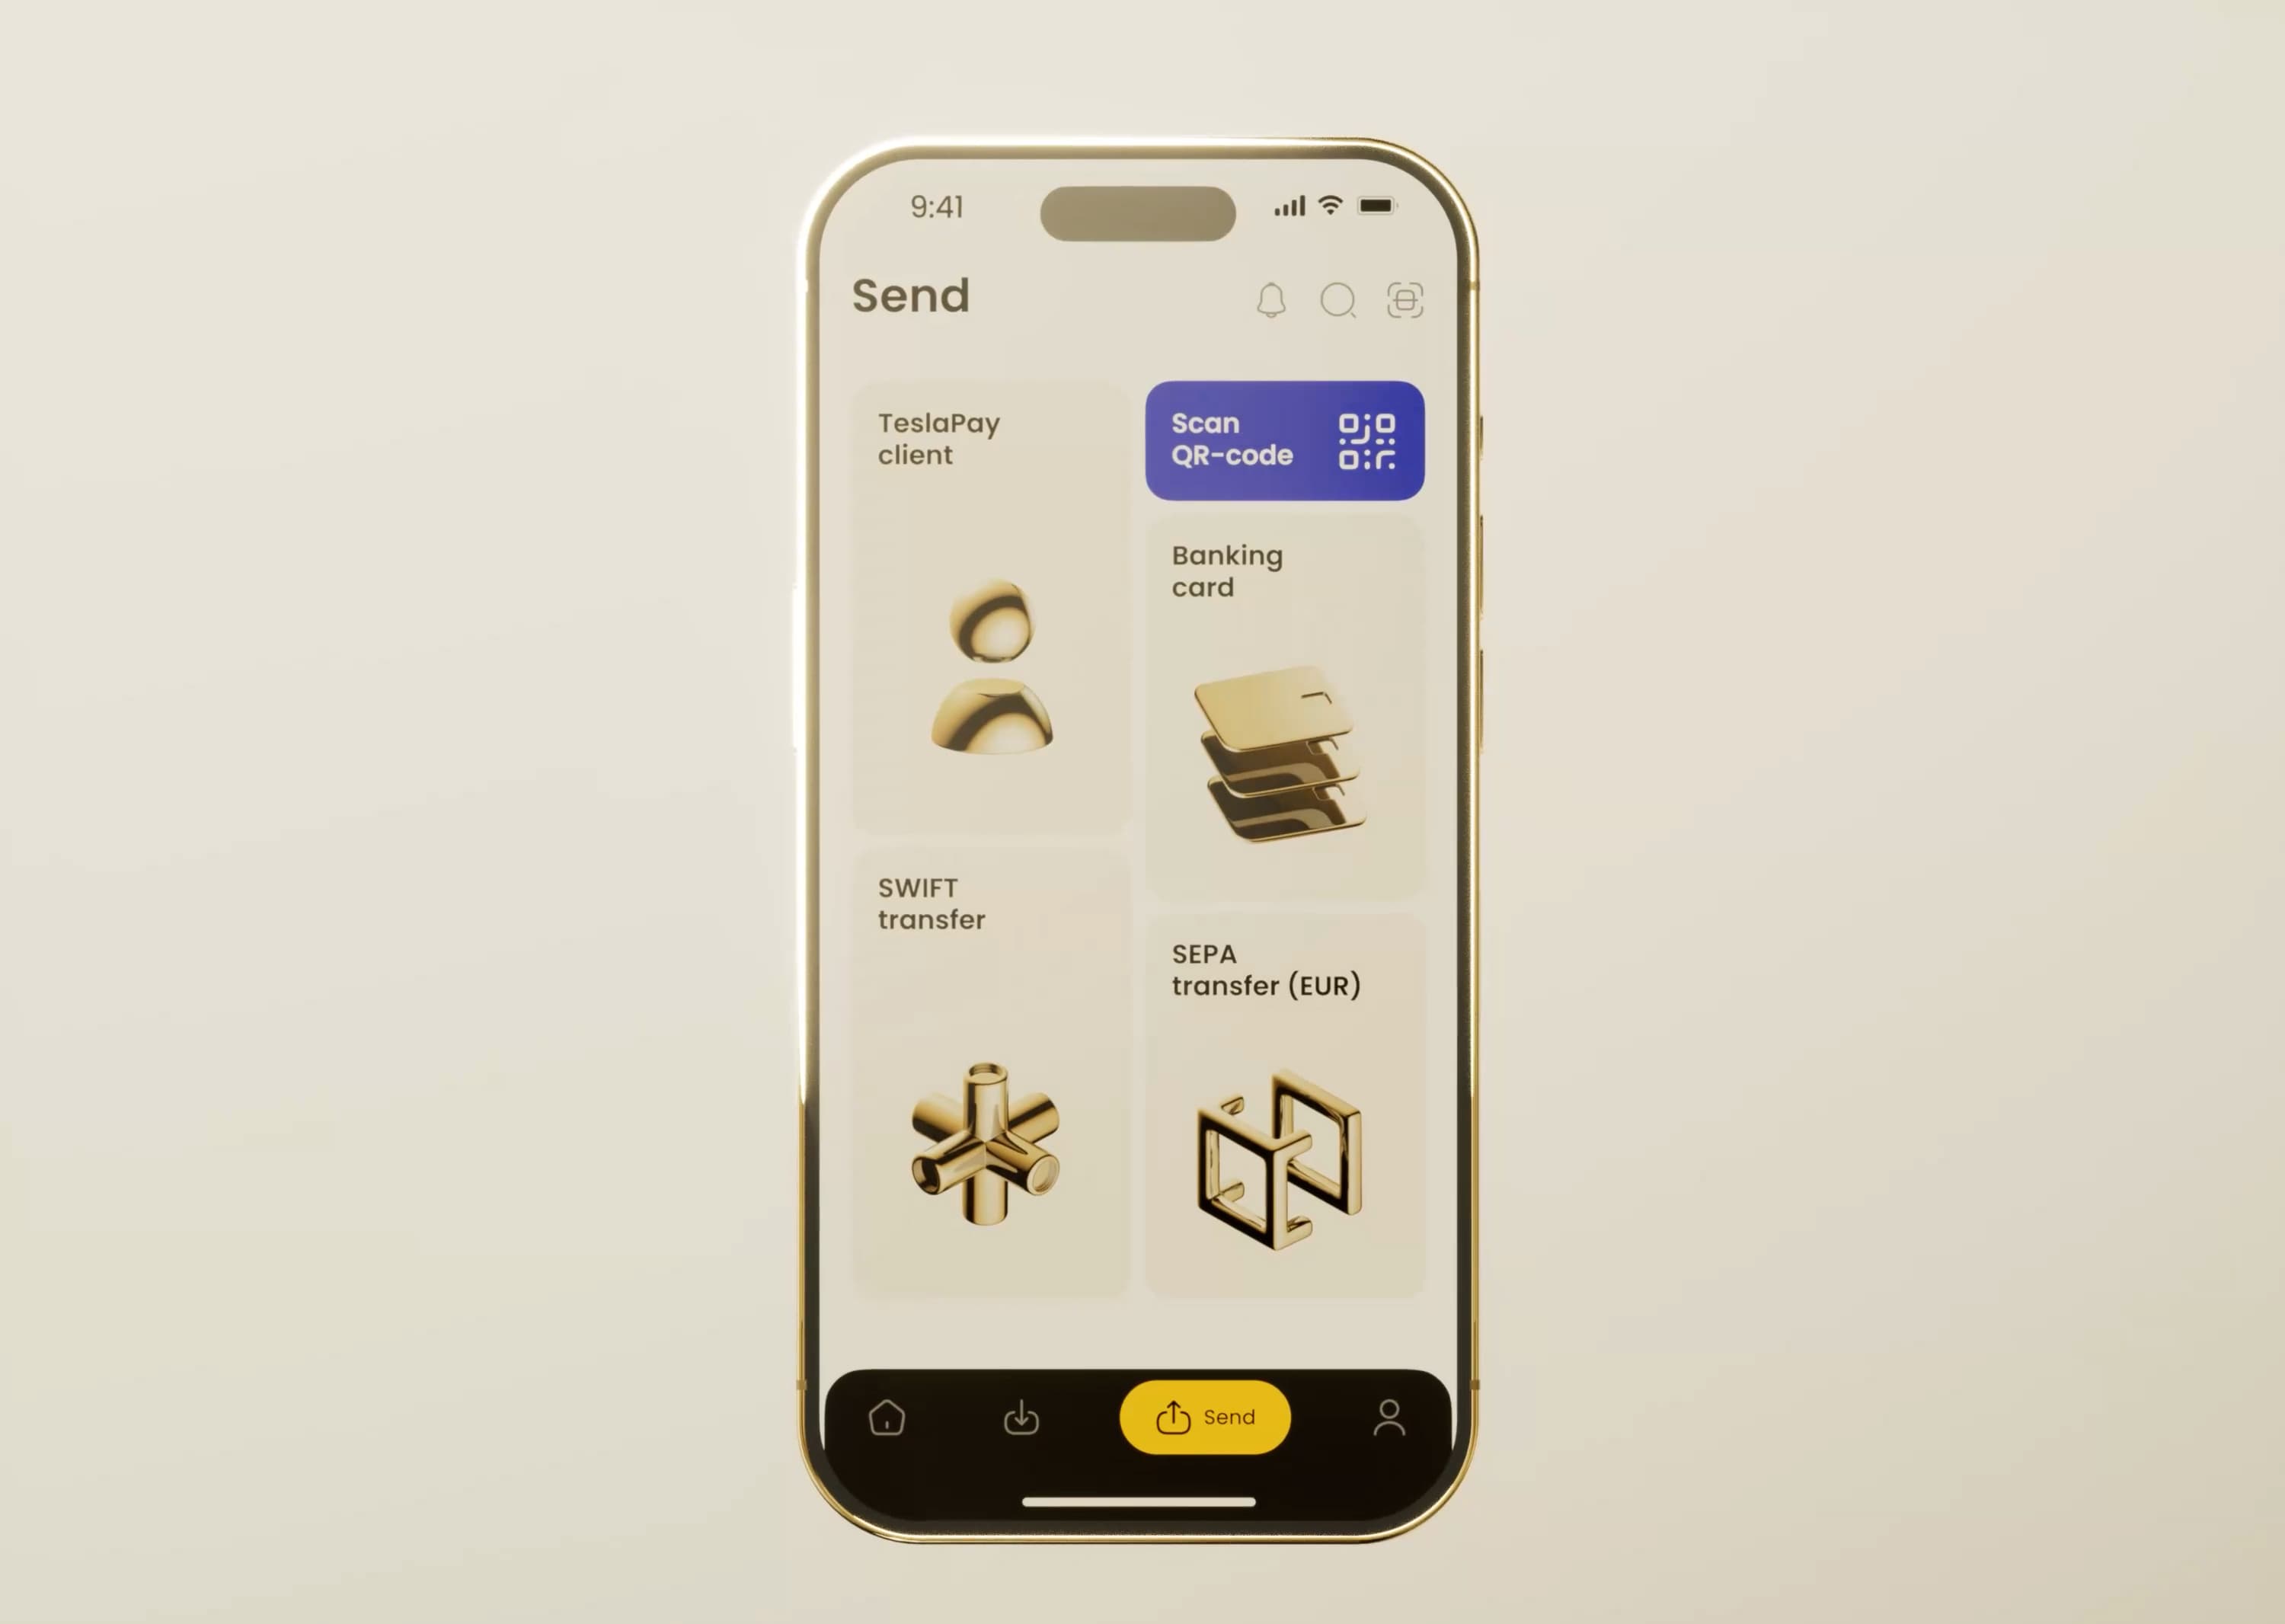 9:41
Send
TeslaPay
client
Scan
QR-code
Banking
card
SWIFT
transfer
SEPA
transfer (EUR)
Send